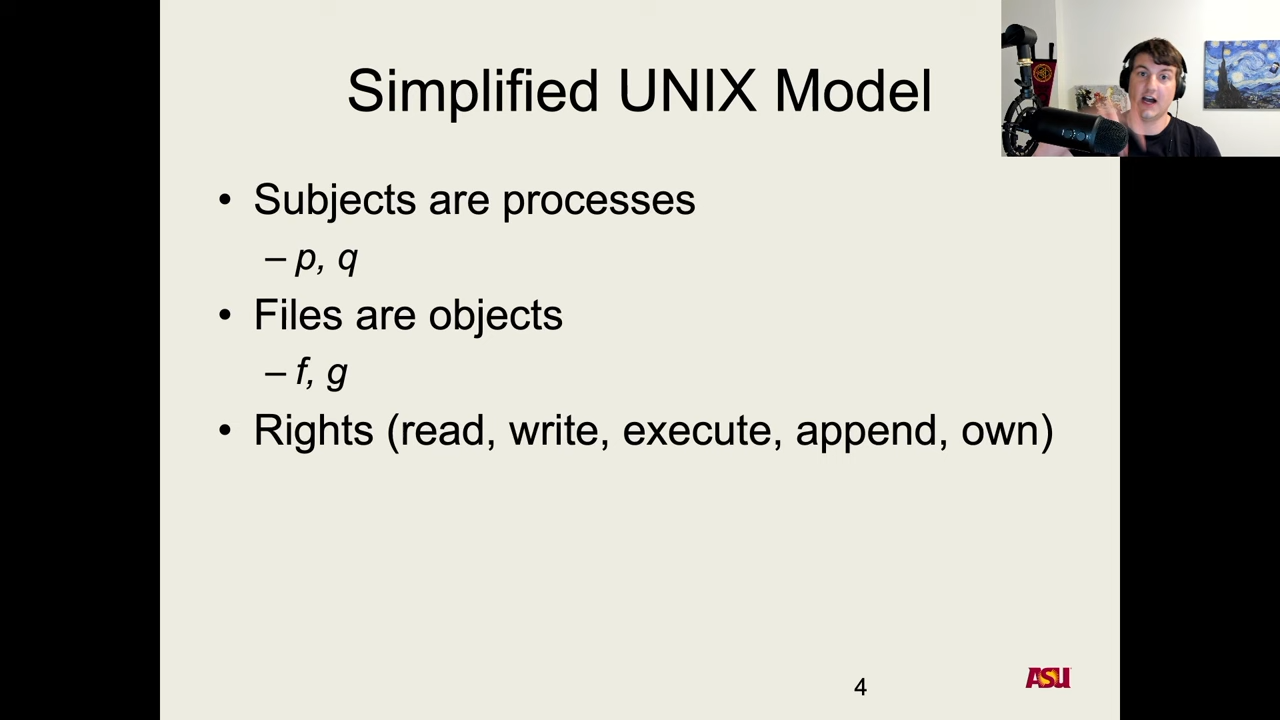 Simplified UNIX Model
• Subjects are processes
– p, q
• Files are objects
– f, g
• Rights (read, write, execute, append, own)
4
ASU